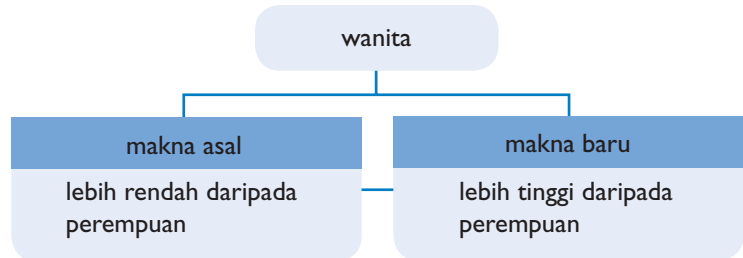 wanita
makna asal
lebih rendah daripada
perempuan
makna baru
lebih tinggi daripada
perempuan